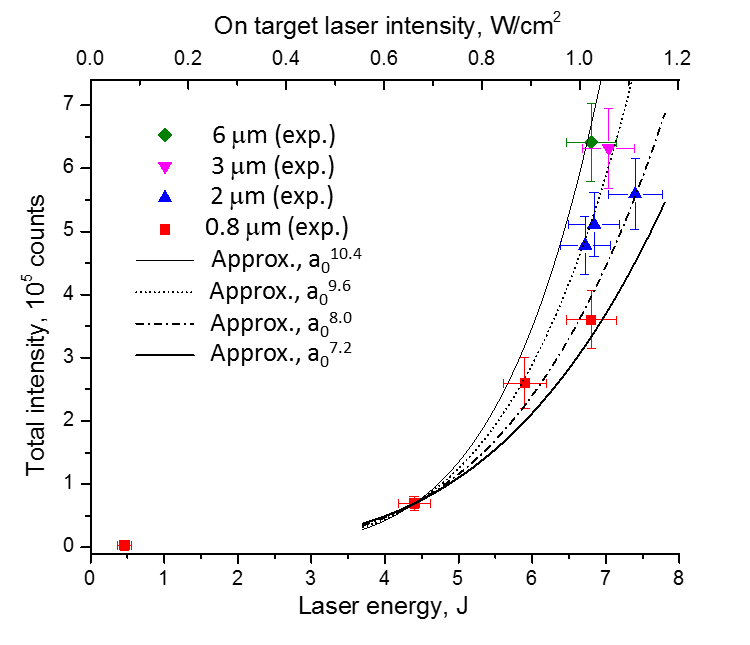 On target laser intensity, W/cm²
0.0 0.2 0.4 0.6 0.8 1.0 1.2
7
6
5
4
3
2
1
0
Total intensity, 10⁵ counts
6 µm (exp.)
3 µm (exp.)
2 µm (exp.)
0.8 µm (exp.)
Approx., a₀¹⁰·⁴
Approx., a₀⁹·⁶
Approx., a₀⁸·⁰
Approx., a₀⁷·²
0 1 2 3 4 5 6 7 8
Laser energy, J